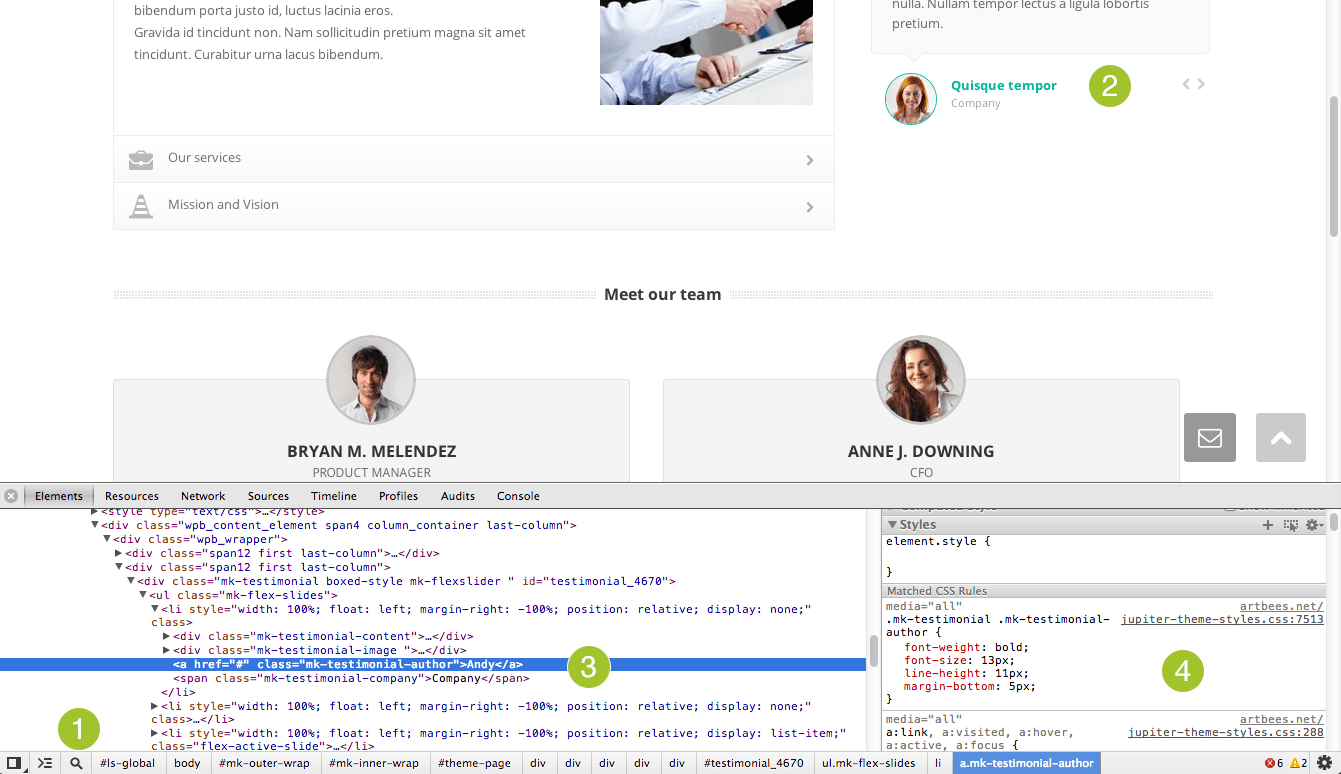 bibendum porta justo id, luctus lacinia eros.
Gravida id tincidunt non. Nam sollicitudin pretium magna sit amet
tincidunt. Curabitur urna lacus bibendum.
nulla. Nullam tempor lectus a ligula lobortis
pretium.
Quisque tempor
Company
2
Our services
Mission and Vision
Meet our team
BRYAN M. MELENDEZ
PRODUCT MANAGER
ANNE J. DOWNING
CFO
Elements Resources Network Sources Timeline Profiles Audits Console
<style type="text/css">…</style>
<div class="wpb_content_element span4 column_container last-column">
<div class="wpb_wrapper">
<div class="span12 first last-column">…</div>
<div class="span12 first last-column">
<div class="mk-testimonial boxed-style mk-flexslider " id="testimonial_4670">
<ul class="mk-flex-slides">
<li style="width: 100%; float: left; margin-right: -100%; position: relative; display: none;"
class>
<div class="mk-testimonial-content">…</div>
<div class="mk-testimonial-image ">…</div>
<a href="#" class="mk-testimonial-author">Andy</a>
3
<span class="mk-testimonial-company">Company</span>
</li>
<li style="width: 100%; float: left; margin-right: -100%; position: relative; display: none;"
class>…</li>
<li style="width: 100%; float: left; margin-right: -100%; position: relative; display: list-item;"
class="flex-active-slide">…</li>
1
Styles
element.style {
}
Matched CSS Rules
media="all" artbees.net/
.mk-testimonial .mk-testimonial- jupiter-theme-styles.css:7513
author {
font-weight: bold;
font-size: 13px;
line-height: 11px;
margin-bottom: 5px;
}
4
media="all" artbees.net/
a:link, a:visited, a:hover, jupiter-theme-styles.css:288
a:active, a:focus {
#ls-global body #mk-outer-wrap #mk-inner-wrap #theme-page div div div div div #testimonial_4670 ul.mk-flex-slides li a.mk-testimonial-author 6 2